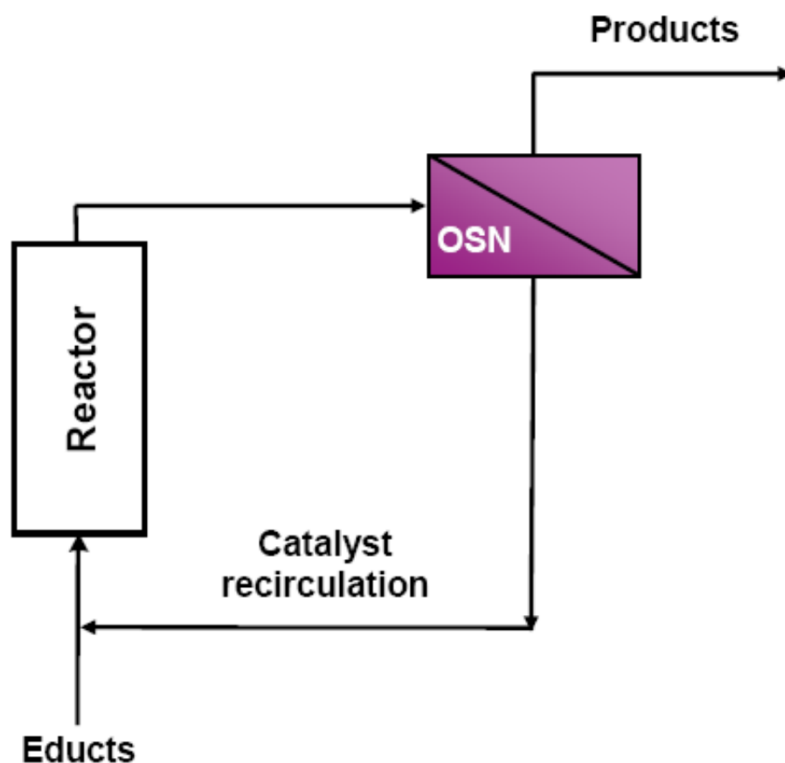 Products
OSN
Reactor
Catalyst
recirculation
Educts